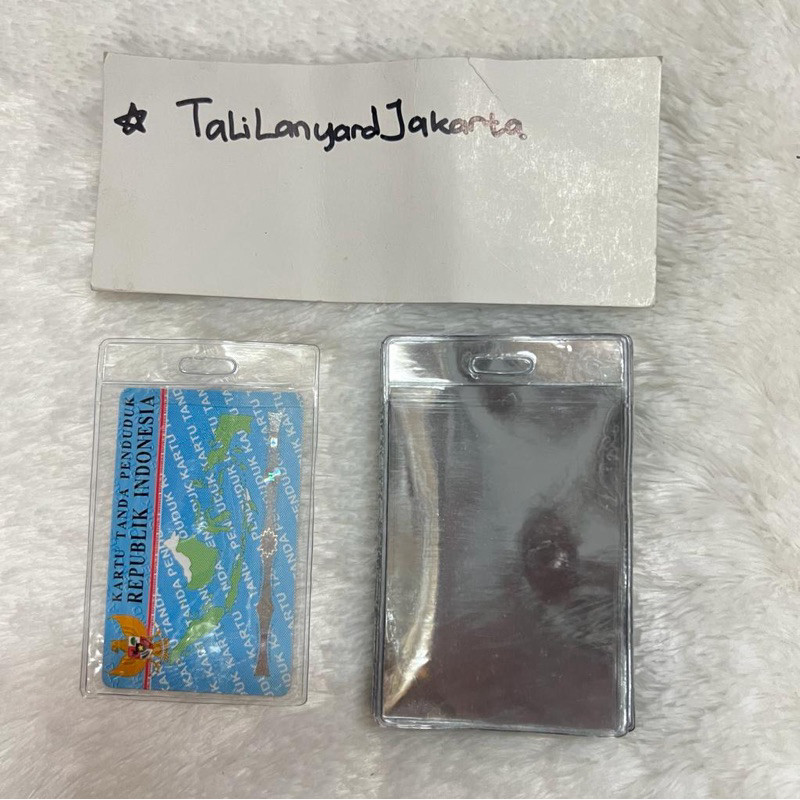 ☆ TaliLanyardJakarta
KARTU TANDA PENDUDUK
REPUBLIK INDONESIA